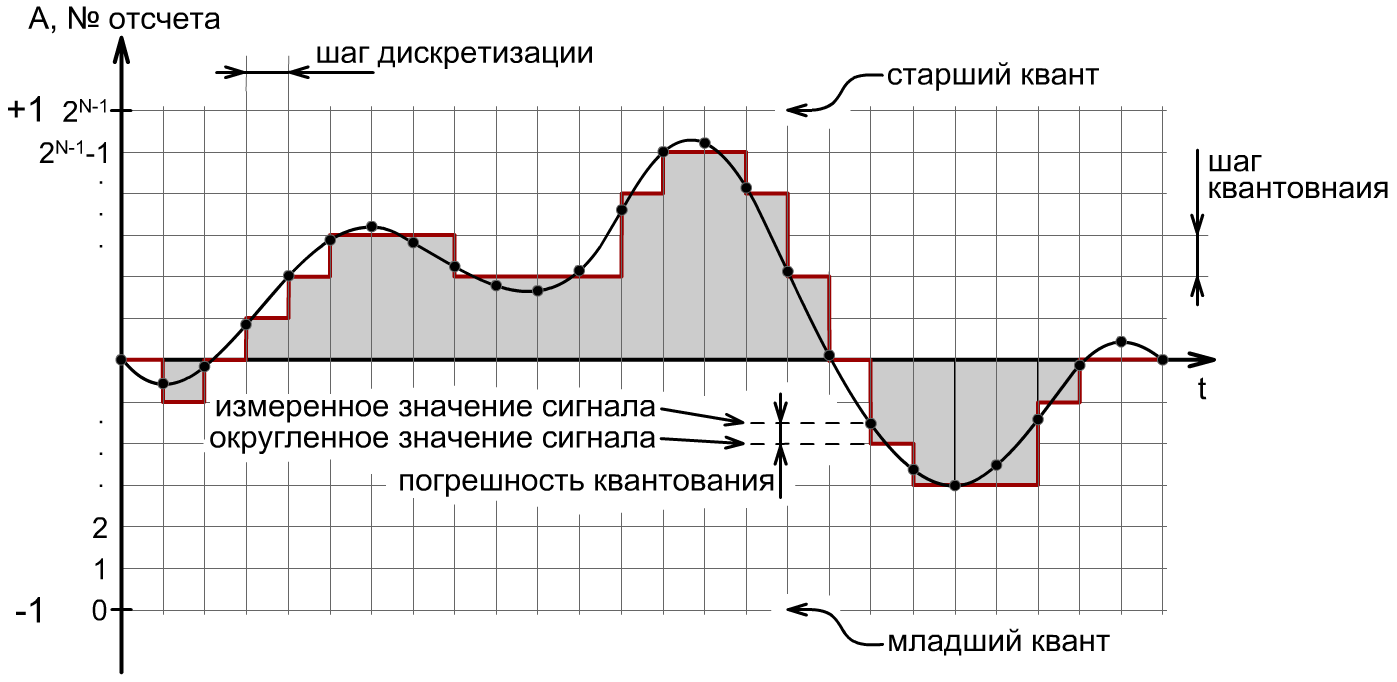 А, № отсчета
шаг дискретизации
старший квант
+1 2^N-1
2^N-1-1
.
.
.
шаг
квантовнаия
t
измеренное значение сигнала
округленное значение сигнала
погрешность квантования
.
.
.
2
1
-1 0
младший квант